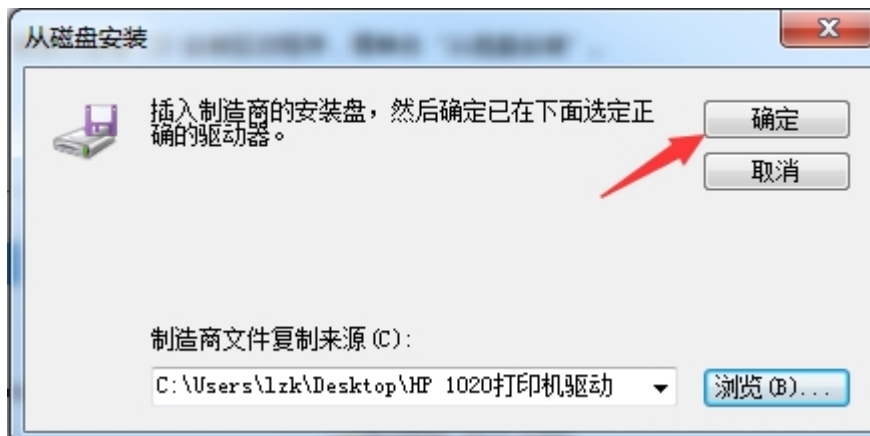 从磁盘安装
插入制造商的安装盘，然后确定已在下面选定正
确的驱动器。
确定
取消
制造商文件复制来源(C):
C:\Users\lzk\Desktop\HP 1020打印机驱动
浏览(B)...